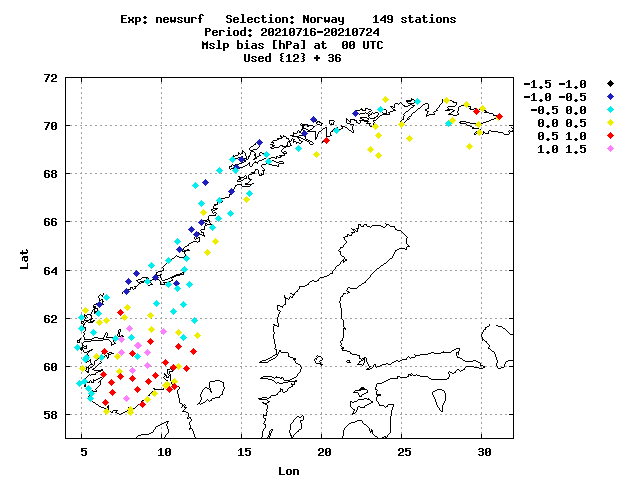 Exp: newsurf   Selection: Norway    149 stations
Period: 20210716-20210724
Mslp bias [hPa] at  00 UTC
Used {12} + 36
72
70
68
66
64
62
60
58
Lat
5 10 15 20 25 30
Lon
-1.5 -1.0
-1.0 -0.5
-0.5 0.0
0.0 0.5
0.5 1.0
1.0 1.5